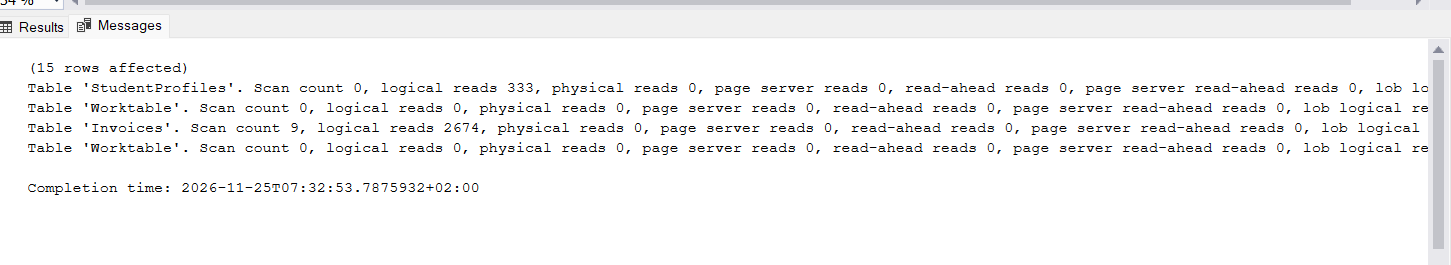 54 %
Results Messages
(15 rows affected)
Table 'StudentProfiles'. Scan count 0, logical reads 333, physical reads 0, page server reads 0, read-ahead reads 0, page server read-ahead reads 0, lob lo
Table 'Worktable'. Scan count 0, logical reads 0, physical reads 0, page server reads 0, read-ahead reads 0, page server read-ahead reads 0, lob logical re
Table 'Invoices'. Scan count 9, logical reads 2674, physical reads 0, page server reads 0, read-ahead reads 0, page server read-ahead reads 0, lob logical
Table 'Worktable'. Scan count 0, logical reads 0, physical reads 0, page server reads 0, read-ahead reads 0, page server read-ahead reads 0, lob logical re
Completion time: 2026-11-25T07:32:53.7875932+02:00